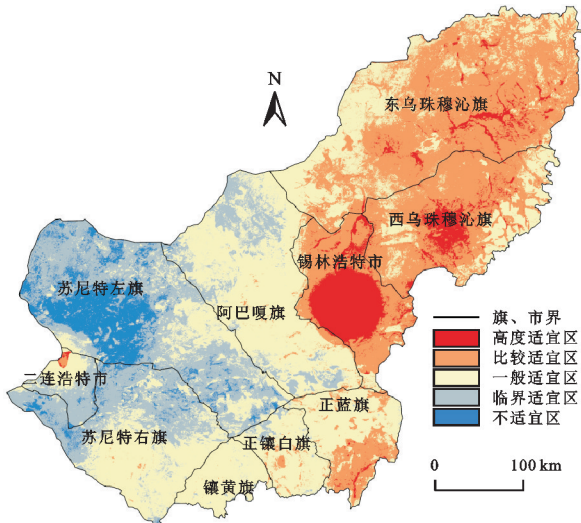 N
东乌珠穆沁旗
西乌珠穆沁旗
锡林浩特市
苏尼特左旗
阿巴嘎旗
二连浩特市
正蓝旗
苏尼特右旗
正镶白旗
镶黄旗
旗、市界
高度适宜区
比较适宜区
一般适宜区
临界适宜区
不适宜区
0 100 km